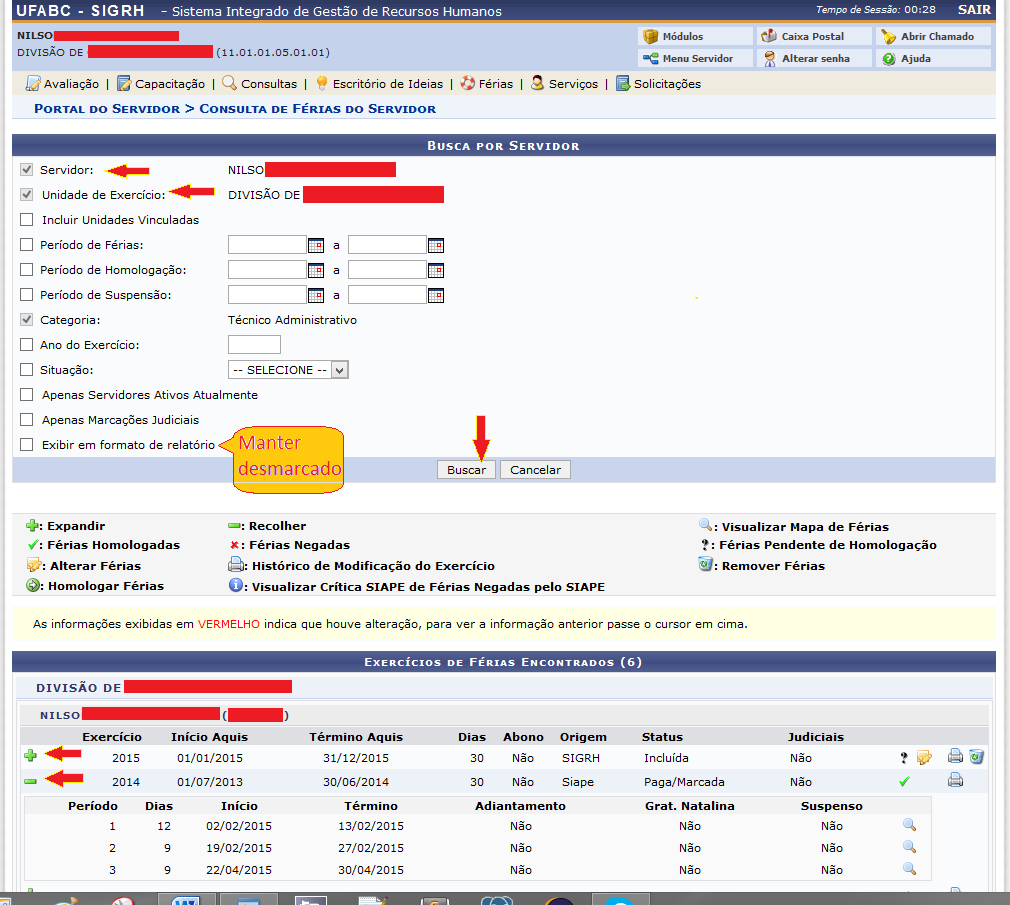 UFABC - SIGRH - Sistema Integrado de Gestão de Recursos Humanos Tempo de Sessão: 00:28 SAIR
NILSO
DIVISÃO DE (11.01.01.05.01.01)
Módulos Caixa Postal Abrir Chamado
Menu Servidor Alterar senha Ajuda
Avaliação | Capacitação | Consultas | Escritório de Ideias | Férias | Serviços | Solicitações
PORTAL DO SERVIDOR > CONSULTA DE FÉRIAS DO SERVIDOR
BUSCA POR SERVIDOR
Servidor: NILSO
Unidade de Exercício: DIVISÃO DE
Incluir Unidades Vinculadas
Período de Férias: a
Período de Homologação: a
Período de Suspensão: a
Categoria: Técnico Administrativo
Ano do Exercício:
Situação: -- SELECIONE --
Apenas Servidores Ativos Atualmente
Apenas Marcações Judiciais
Exibir em formato de relatório
Manter
desmarcado
Buscar Cancelar
: Expandir : Recolher : Visualizar Mapa de Férias
: Férias Homologadas : Férias Negadas : Férias Pendente de Homologação
: Alterar Férias : Histórico de Modificação do Exercício : Remover Férias
: Homologar Férias : Visualizar Crítica SIAPE de Férias Negadas pelo SIAPE
As informações exibidas em VERMELHO indica que houve alteração, para ver a informação anterior passe o cursor em cima.
EXERCÍCIOS DE FÉRIAS ENCONTRADOS (6)
DIVISÃO DE
NILSO ( )
Exercício Início Aquis Término Aquis Dias Abono Origem Status Judiciais
2015 01/01/2015 31/12/2015 30 Não SIGRH Incluída Não
2014 01/07/2013 30/06/2014 30 Não Siape Paga/Marcada Não
Período Dias Início Término Adiantamento Grat. Natalina Suspenso
1 12 02/02/2015 13/02/2015 Não Não Não
2 9 19/02/2015 27/02/2015 Não Não Não
3 9 22/04/2015 30/04/2015 Não Não Não